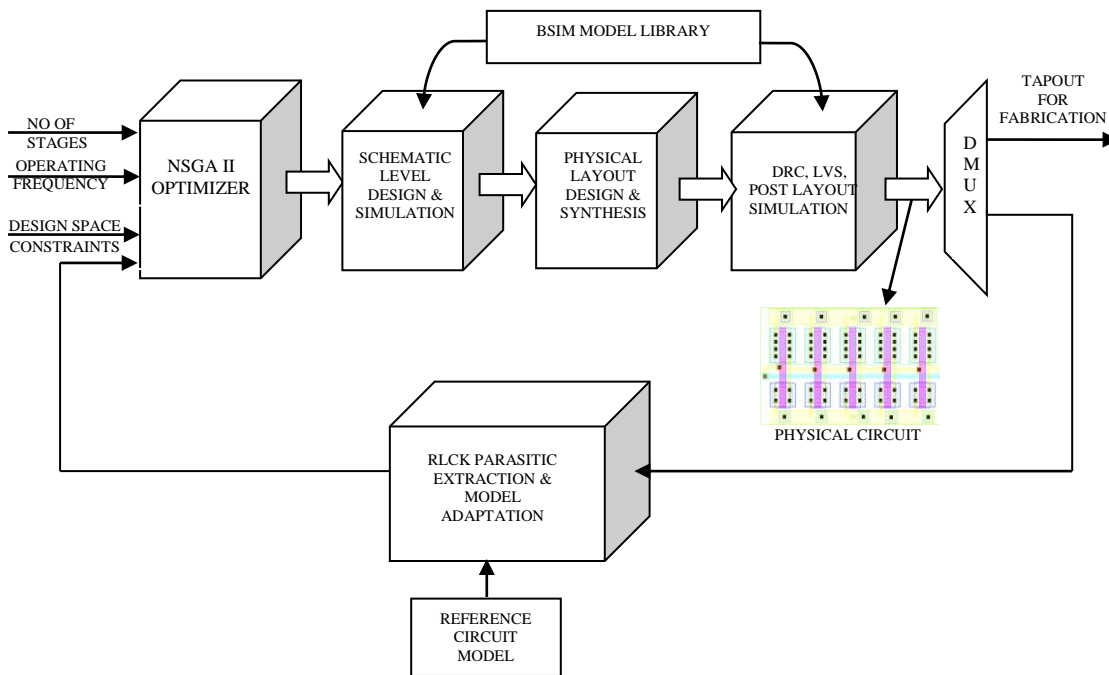 BSIM MODEL LIBRARY
TAPOUT
FOR
FABRICATION
NO OF
STAGES
OPERATING
FREQUENCY
DESIGN SPACE
CONSTRAINTS
NSGA II
OPTIMIZER
SCHEMATIC
LEVEL
DESIGN &
SIMULATION
PHYSICAL
LAYOUT
DESIGN &
SYNTHESIS
DRC, LVS,
POST LAYOUT
SIMULATION
D
M
U
X
PHYSICAL CIRCUIT
RLCK PARASITIC
EXTRACTION &
MODEL
ADAPTATION
REFERENCE
CIRCUIT
MODEL